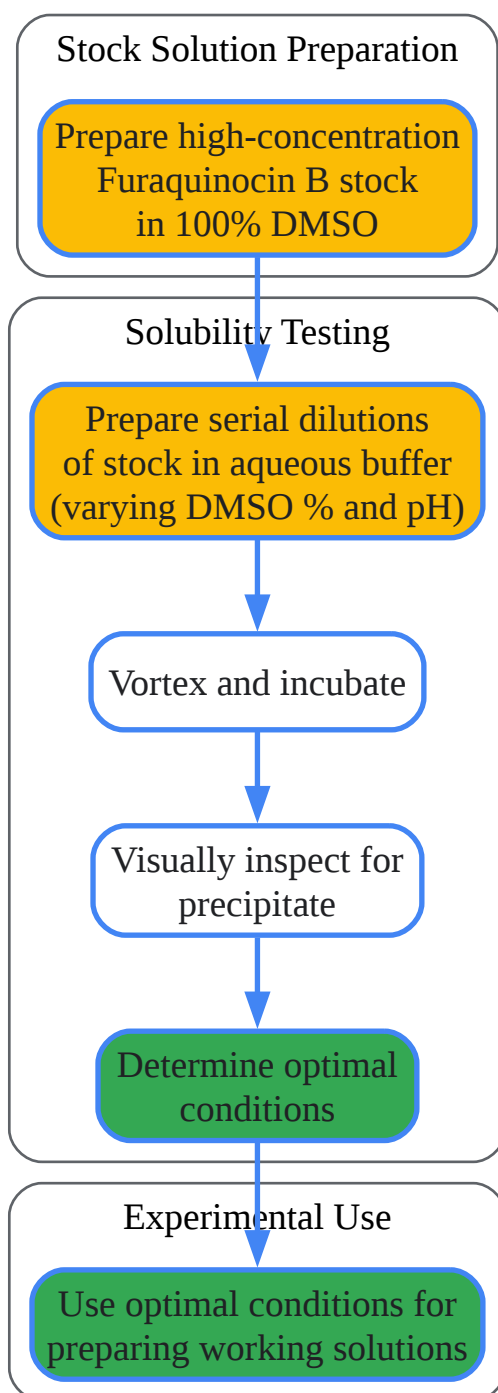 Stock Solution Preparation
Prepare high-concentration
Furaquinocin B stock
in 100% DMSO
Solubility Testing
Prepare serial dilutions
of stock in aqueous buffer
(varying DMSO % and pH)
Vortex and incubate
Visually inspect for
precipitate
Determine optimal
conditions
Experimental Use
Use optimal conditions for
preparing working solutions